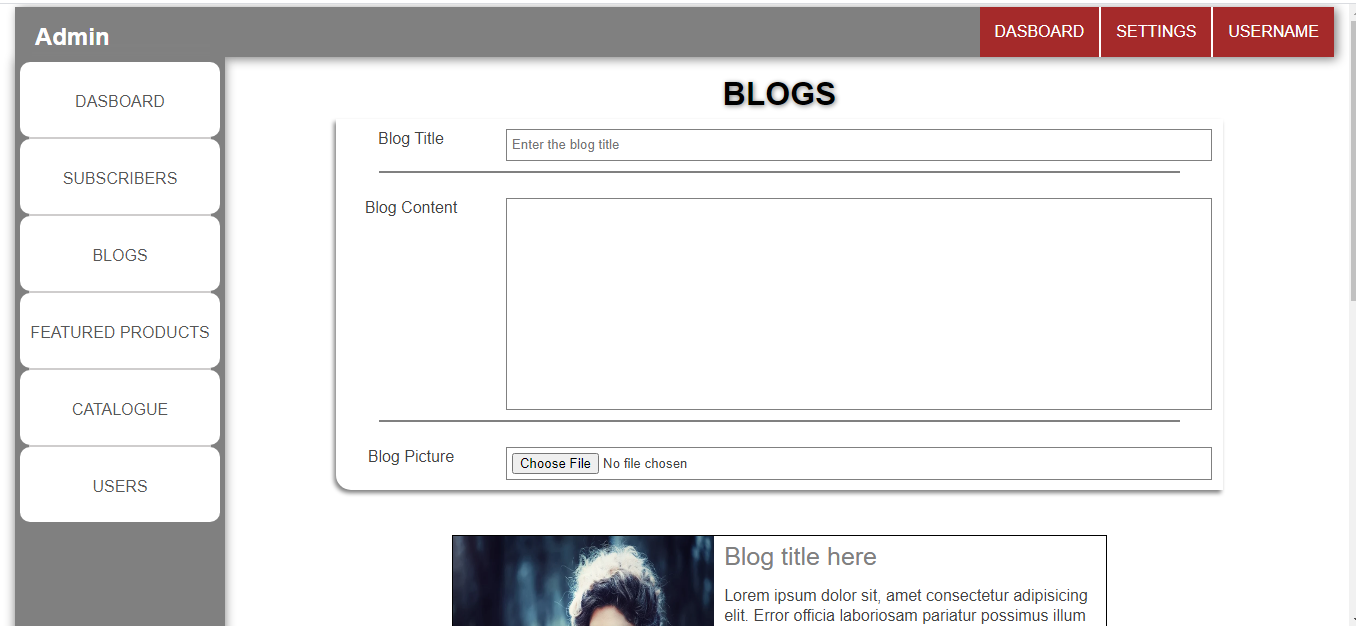 Admin
DASBOARD
SETTINGS
USERNAME
DASBOARD
SUBSCRIBERS
BLOGS
FEATURED PRODUCTS
CATALOGUE
USERS
BLOGS
Blog Title
Enter the blog title
Blog Content
Blog Picture
Choose File No file chosen
Blog title here
Lorem ipsum dolor sit, amet consectetur adipisicing
elit. Error officia laboriosam pariatur possimus illum